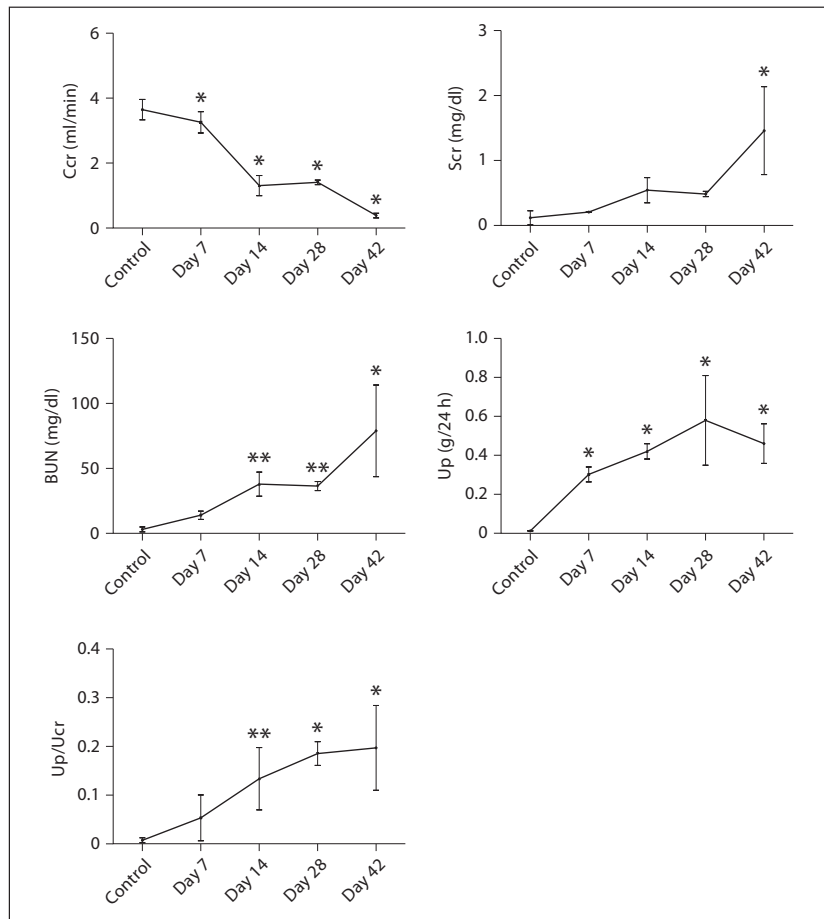 Ccr (ml/min)
6
4
2
0
*
*
*
*
Control
Day 7
Day 14
Day 28
Day 42
Scr (mg/dl)
3
2
1
0
*
Control
Day 7
Day 14
Day 28
Day 42
BUN (mg/dl)
150
100
50
0
**
**
*
Control
Day 7
Day 14
Day 28
Day 42
Up (g/24 h)
1.0
0.8
0.6
0.4
0.2
0
*
*
*
*
Control
Day 7
Day 14
Day 28
Day 42
Up/Ucr
0.4
0.3
0.2
0.1
0
**
*
*
Control
Day 7
Day 14
Day 28
Day 42